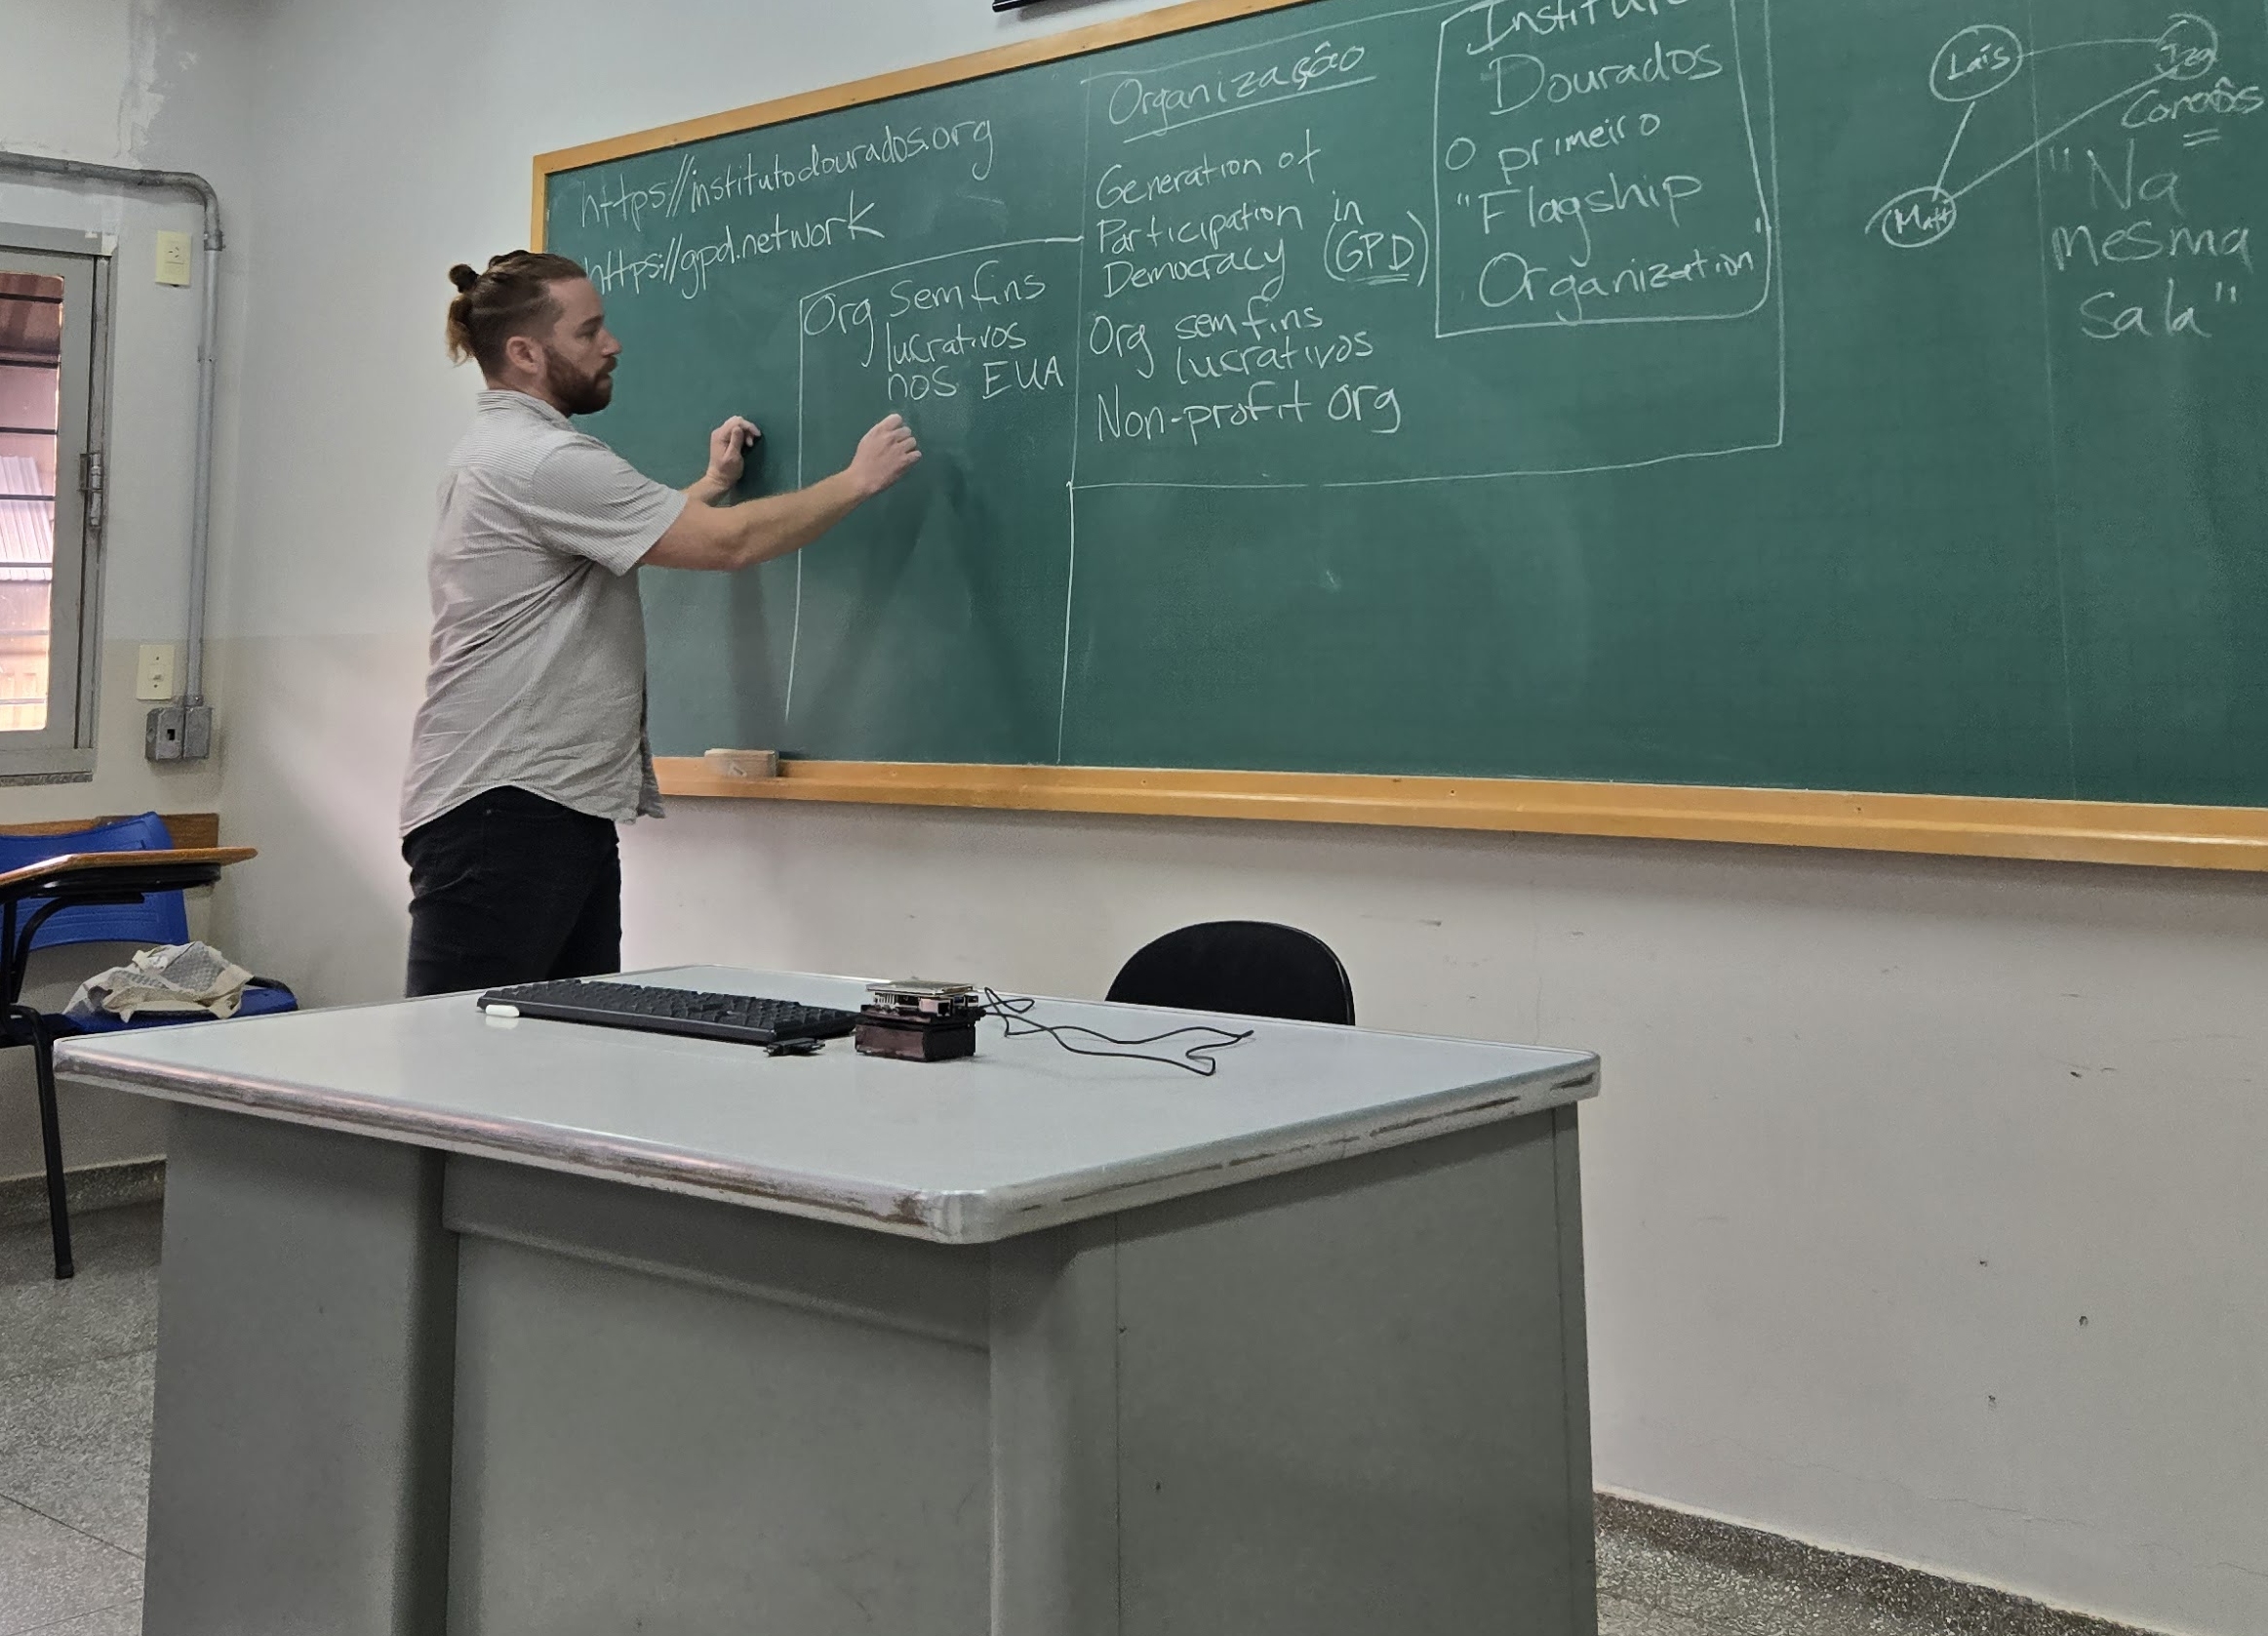 https://institutodourados.org
https://gpd.network
Org Sem fins
lucrativos
nos EUA
Organização
Generation of
Participation in
Democracy (GPD)
Org sem fins
lucrativos
Non-profit org
Dourados
O primeiro
"Flagship
Organization"
Laís
Iza
Matt
"Na
mesma
Sala"